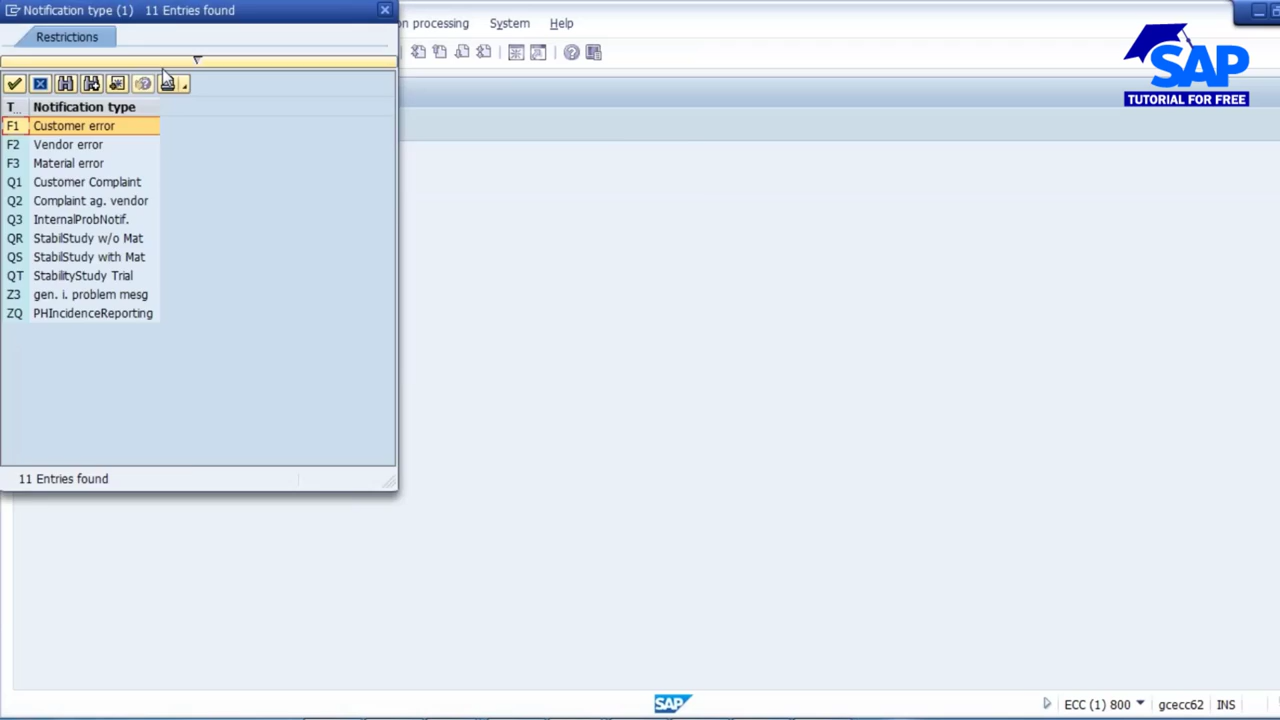 Notification type (1) 11 Entries found
Restrictions
T... Notification type
F1 Customer error
F2 Vendor error
F3 Material error
Q1 Customer Complaint
Q2 Complaint ag. vendor
Q3 InternalProbNotif.
QR StabilStudy w/o Mat
QS StabilStudy with Mat
QT StabilityStudy Trial
Z3 gen. i. problem mesg
ZQ PHIncidenceReporting
11 Entries found
on processing System Help
SAP
TUTORIAL FOR FREE
SAP
ECC (1) 800 gcecc62 INS